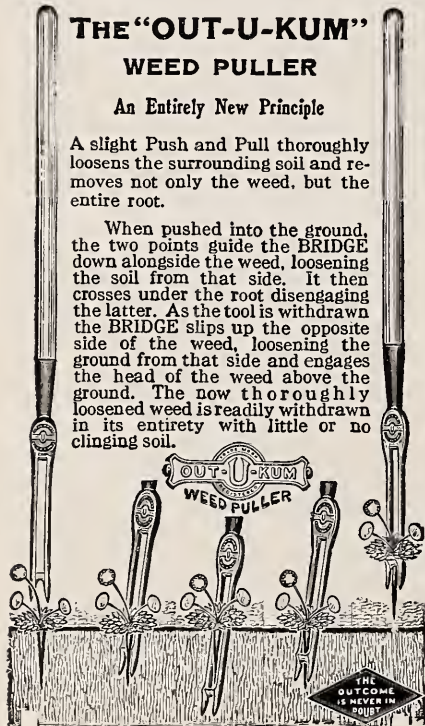 THE "OUT-U-KUM"
WEED PULLER
An Entirely New Principle
A slight Push and Pull thoroughly
loosens the surrounding soil and re-
moves not only the weed, but the
entire root.
When pushed into the ground,
the two points guide the BRIDGE
down alongside the weed, loosening
the soil from that side. It then
crosses under the root disengaging
the latter. As the tool is withdrawn
the BRIDGE slips up the opposite
side of the weed, loosening the
ground from that side and engages
the head of the weed above the
ground. The now thoroughly
loosened weed is readily withdrawn
in its entirety with little or no
clinging soil.
OUT-U-KUM
WEED PULLER
THE
OUTCOME
IS NEVER IN
DOUBT